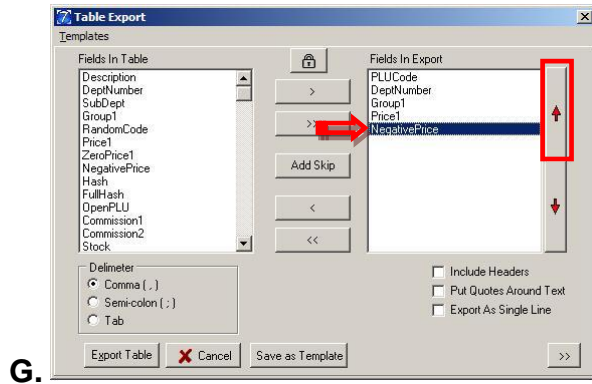 Table Export
Templates
Fields In Table
Description
DeptNumber
SubDept
Group1
RandomCode
Price1
ZeroPrice1
NegativePrice
Hash
FullHash
OpenPLU
Commission1
Commission2
Stock
>
>>
Add Skip
<
<<
Fields In Export
PLUCode
DeptNumber
Group1
Price1
NegativePrice
Delimeter
Comma ( , )
Semi-colon ( ; )
Tab
Include Headers
Put Quotes Around Text
Export As Single Line
Export Table
Cancel
Save as Template
>>
G.